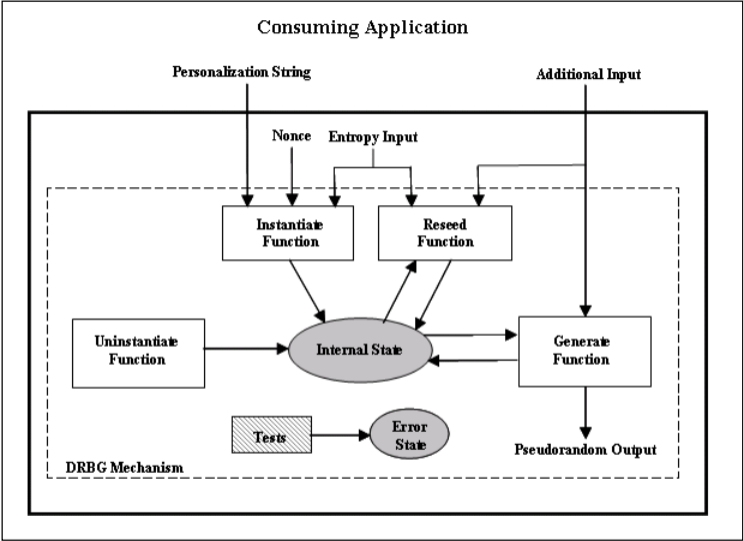 Consuming Application
Personalization String
Additional Input
Nonce
Entropy Input
Instantiate
Function
Reseed
Function
Uninstantiate
Function
Internal State
Generate
Function
Tests
Error
State
Pseudorandom Output
DRBG Mechanism